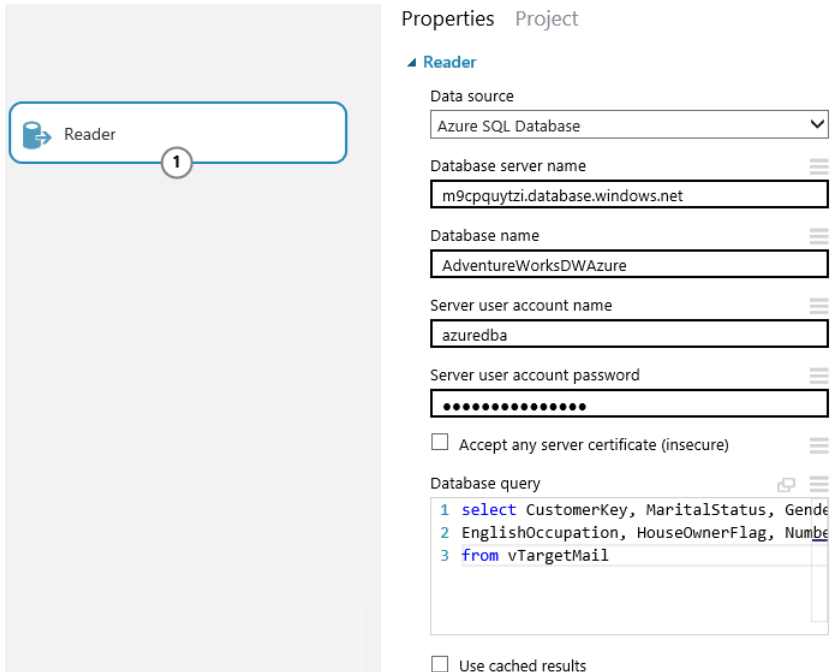 Properties Project
Reader
Data source
Azure SQL Database
Database server name
m9cpquytzi.database.windows.net
Database name
AdventureWorksDWAzure
Server user account name
azuredba
Server user account password
●●●●●●●●●●●●●●●
Accept any server certificate (insecure)
Database query
1 select CustomerKey, MaritalStatus, Gende
2 EnglishOccupation, HouseOwnerFlag, Numbe
3 from vTargetMail
Use cached results
Reader
1